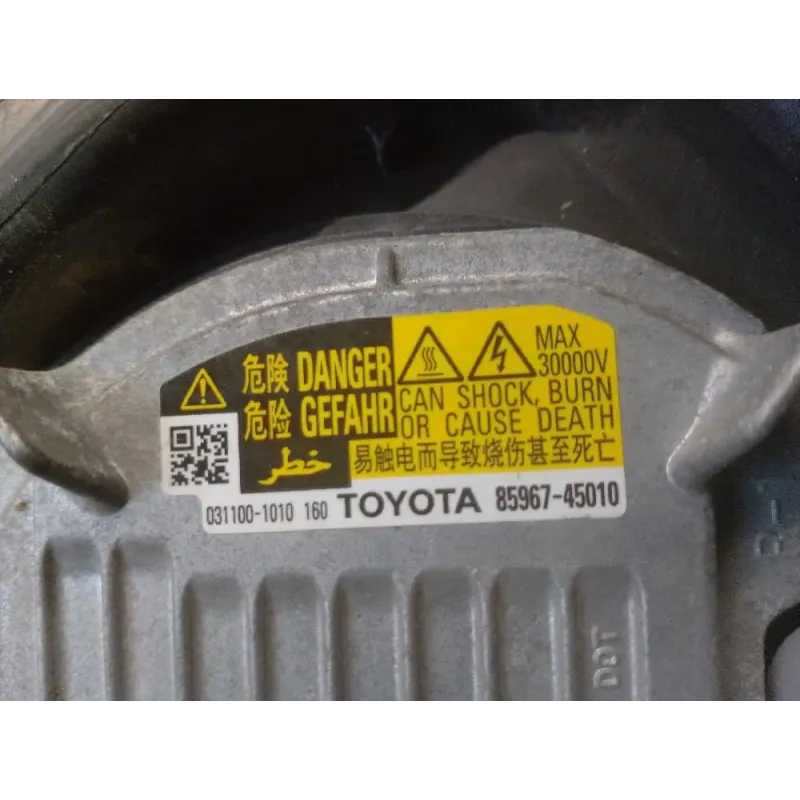 危険 DANGER
危险 GEFAHR
خطر
MAX
30000V
CAN SHOCK, BURN
OR CAUSE DEATH
易触电而导致烧伤甚至死亡
031100-1010 160 TOYOTA 85967-45010
DDT